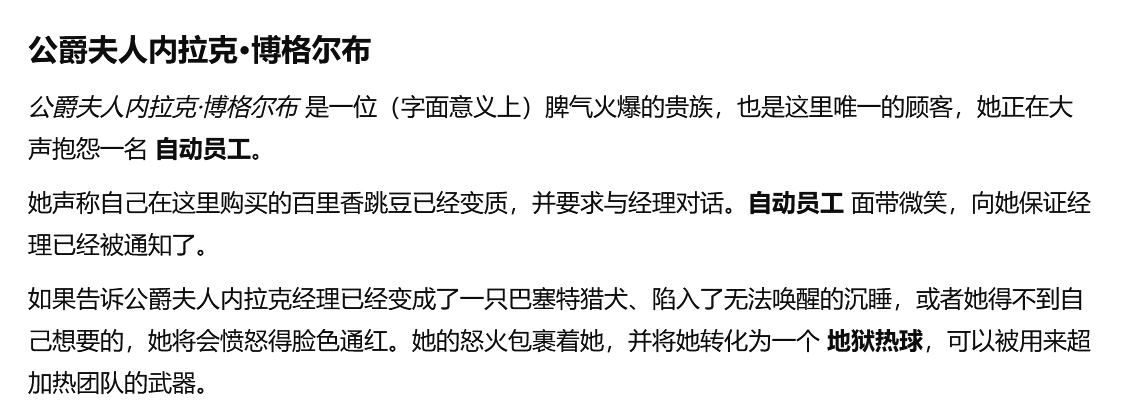 公爵夫人内拉克•博格尔布
公爵夫人内拉克·博格尔布 是一位（字面意义上）脾气火爆的贵族，也是这里唯一的顾客，她正在大
声抱怨一名 自动员工。
她声称自己在这里购买的百里香跳豆已经变质，并要求与经理对话。自动员工 面带微笑，向她保证经
理已经被通知了。
如果告诉公爵夫人内拉克经理已经变成了一只巴塞特猎犬、陷入了无法唤醒的沉睡，或者她得不到自
己想要的，她将会愤怒得脸色通红。她的怒火包裹着她，并将她转化为一个 地狱热球，可以被用来超
加热团队的武器。